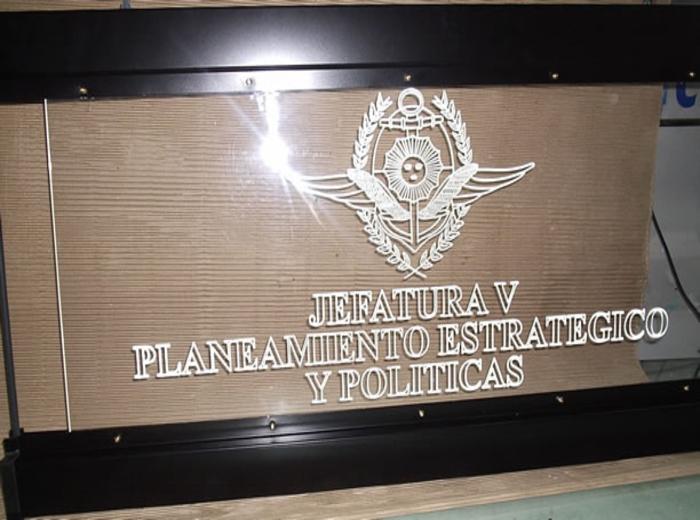 JEFATURA V
PLANEAMIENTO ESTRATEGICO
Y POLITICAS